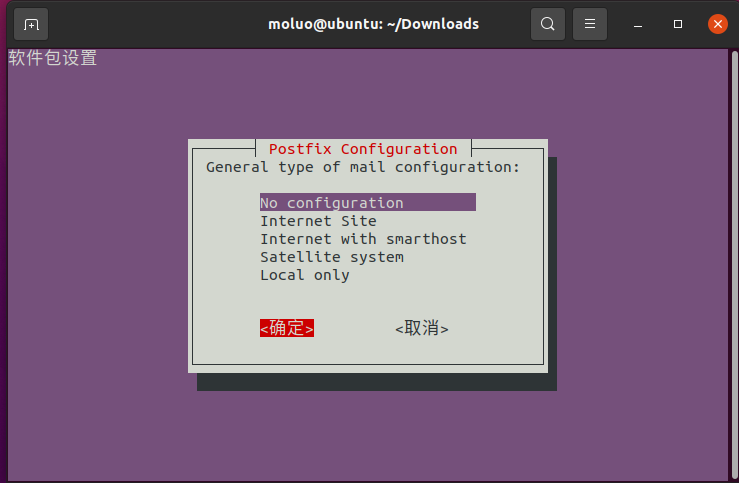 moluo@ubuntu: ~/Downloads
软件包设置
Postfix Configuration
General type of mail configuration:
No configuration
Internet Site
Internet with smarthost
Satellite system
Local only
<确定> <取消>